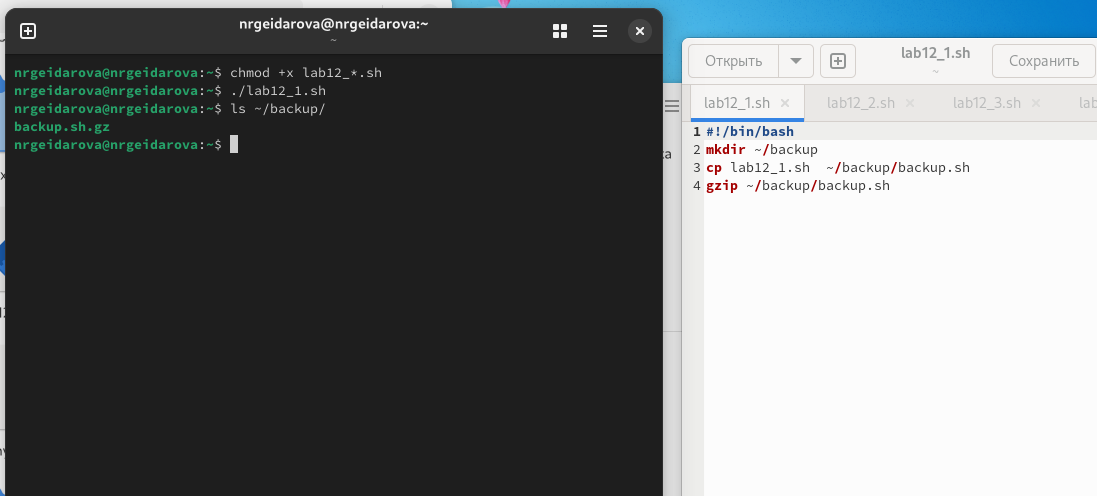 nrgeidarova@nrgeidarova:~
~
nrgeidarova@nrgeidarova:~$ chmod +x lab12_*.sh
nrgeidarova@nrgeidarova:~$ ./lab12_1.sh
nrgeidarova@nrgeidarova:~$ ls ~/backup/
backup.sh.gz
nrgeidarova@nrgeidarova:~$
lab12_1.sh
~
Открыть
Сохранить
lab12_1.sh × lab12_2.sh × lab12_3.sh × lab
1 #!/bin/bash
2 mkdir ~/backup
3 cp lab12_1.sh  ~/backup/backup.sh
4 gzip ~/backup/backup.sh